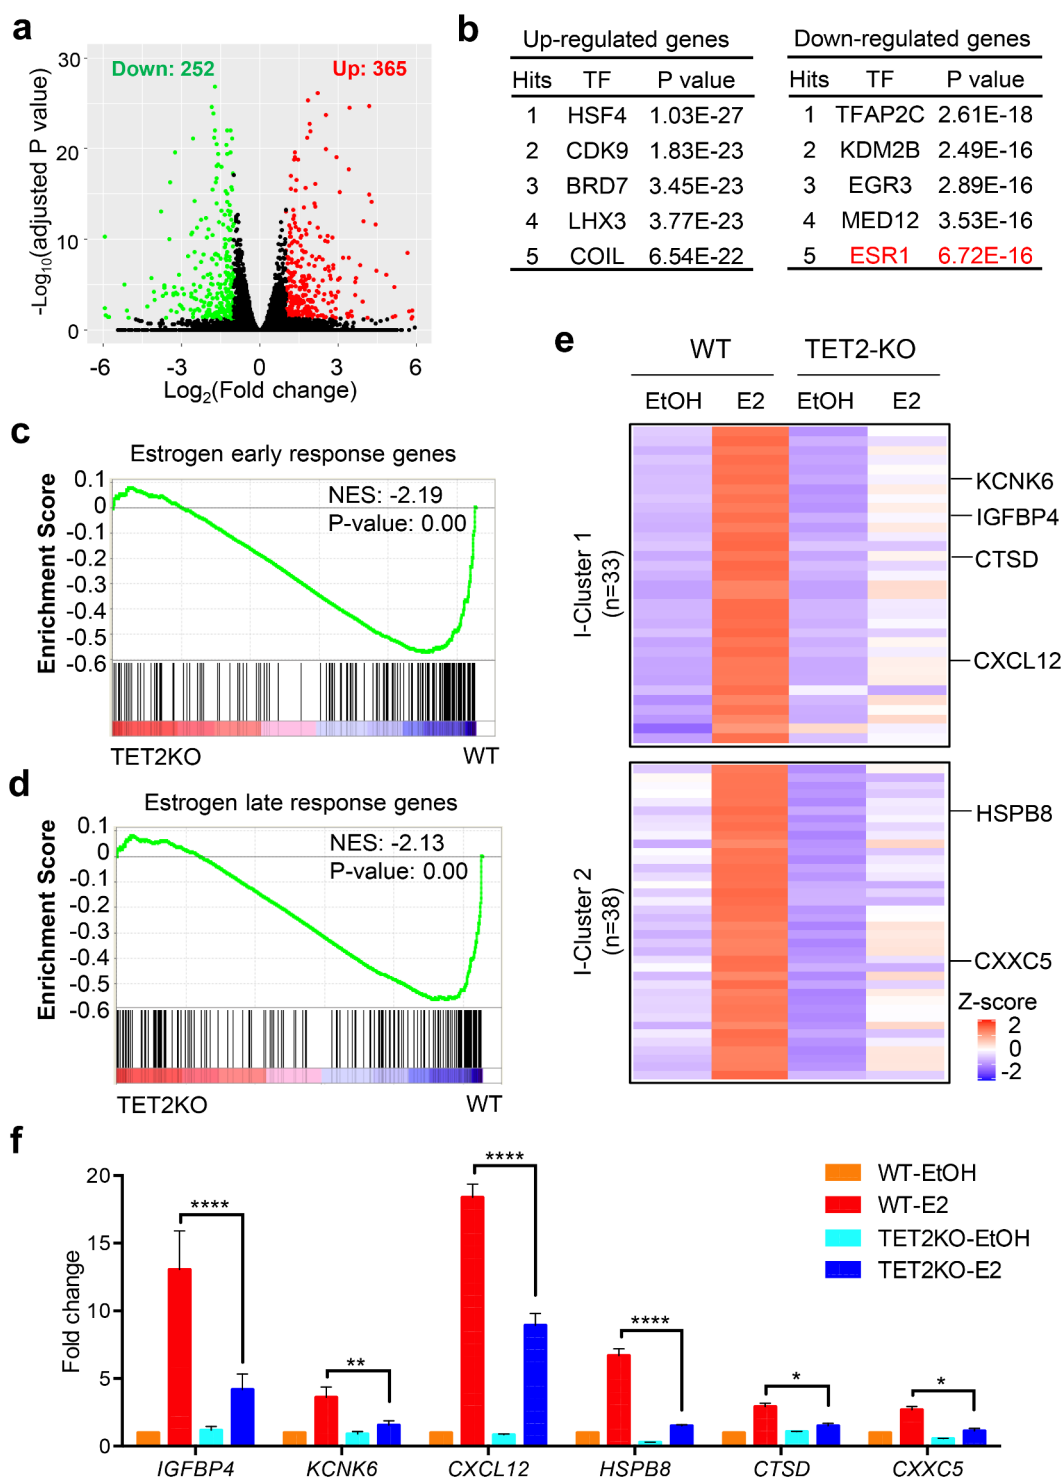 a
30
20
10
0
-Log10(adjusted P value)
Down: 252
Up: 365
-6 -3 0 3 6
Log2(Fold change)
b
Up-regulated genes
Hits TF P value
1 HSF4 1.03E-27
2 CDK9 1.83E-23
3 BRD7 3.45E-23
4 LHX3 3.77E-23
5 COIL 6.54E-22
Down-regulated genes
Hits TF P value
1 TFAP2C 2.61E-18
2 KDM2B 2.49E-16
3 EGR3 2.89E-16
4 MED12 3.53E-16
5 ESR1 6.72E-16
c
Estrogen early response genes
Enrichment Score
0.1
0
-0.1
-0.2
-0.3
-0.4
-0.5
-0.6
NES: -2.19
P-value: 0.00
TET2KO WT
d
Estrogen late response genes
Enrichment Score
0.1
0
-0.1
-0.2
-0.3
-0.4
-0.5
-0.6
NES: -2.13
P-value: 0.00
TET2KO WT
e
WT TET2-KO
EtOH E2 EtOH E2
I-Cluster 1
(n=33)
KCNK6
IGFBP4
CTSD
CXCL12
I-Cluster 2
(n=38)
HSPB8
CXXC5
Z-score
2
0
-2
f
Fold change
20
15
10
5
0
****
**
****
****
*
*
WT-EtOH
WT-E2
TET2KO-EtOH
TET2KO-E2
IGFBP4 KCNK6 CXCL12 HSPB8 CTSD CXXC5